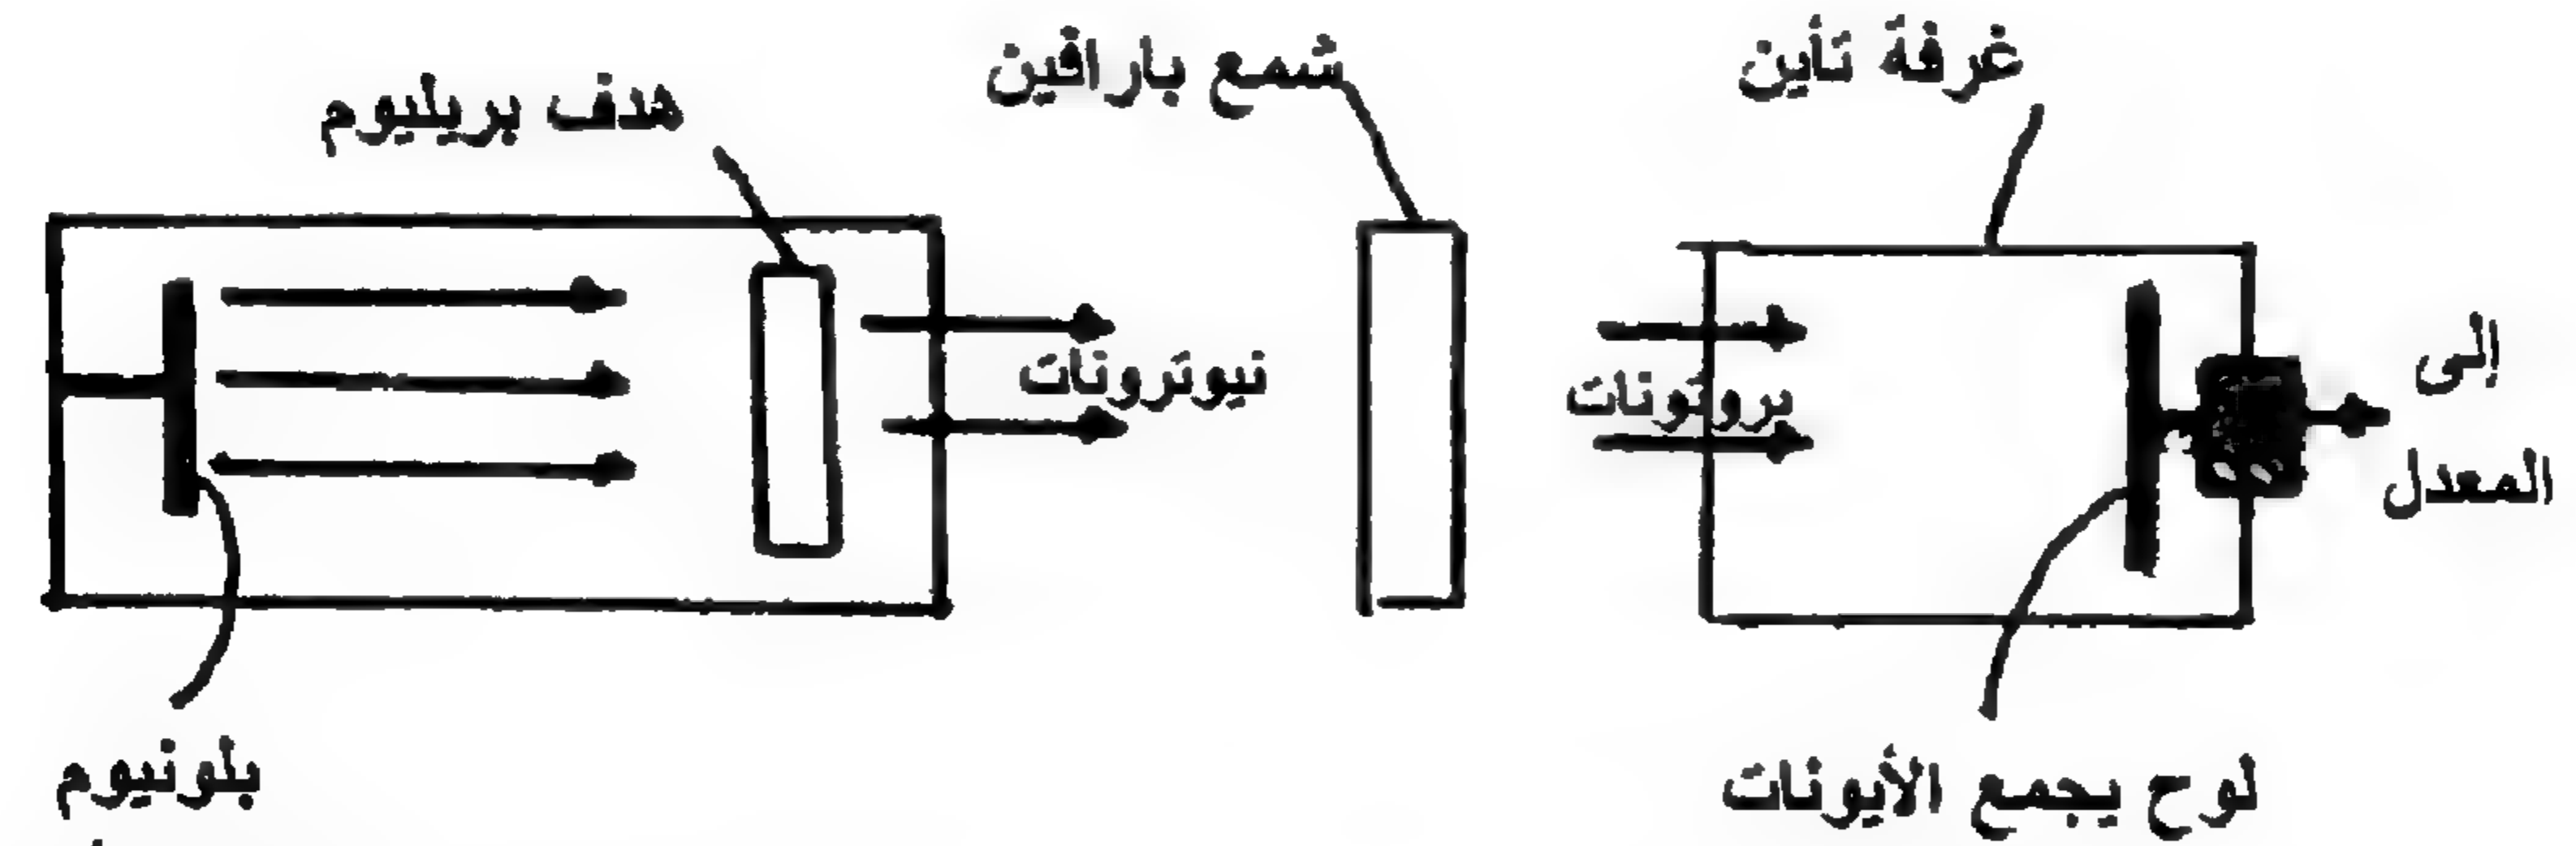 غرفة تأين
شمع بارافين
هدف بريليوم
نيوترونات
بروتونات
إلى
المعدل
بلونيوم
لوح يجمع الأيونات